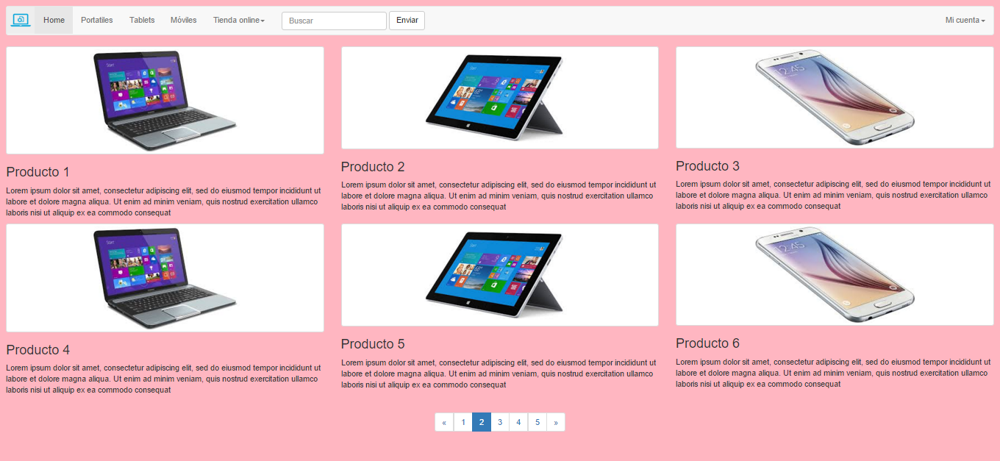 Home Portatiles Tablets Móviles Tienda online Buscar Enviar Mi cuenta
Start
Start
12:45
Producto 1
Lorem ipsum dolor sit amet, consectetur adipiscing elit, sed do eiusmod tempor incididunt ut
labore et dolore magna aliqua. Ut enim ad minim veniam, quis nostrud exercitation ullamco
laboris nisi ut aliquip ex ea commodo consequat
Producto 2
Lorem ipsum dolor sit amet, consectetur adipiscing elit, sed do eiusmod tempor incididunt ut
labore et dolore magna aliqua. Ut enim ad minim veniam, quis nostrud exercitation ullamco
laboris nisi ut aliquip ex ea commodo consequat
Producto 3
Lorem ipsum dolor sit amet, consectetur adipiscing elit, sed do eiusmod tempor incididunt ut
labore et dolore magna aliqua. Ut enim ad minim veniam, quis nostrud exercitation ullamco
laboris nisi ut aliquip ex ea commodo consequat
Start
Start
12:45
Producto 4
Lorem ipsum dolor sit amet, consectetur adipiscing elit, sed do eiusmod tempor incididunt ut
labore et dolore magna aliqua. Ut enim ad minim veniam, quis nostrud exercitation ullamco
laboris nisi ut aliquip ex ea commodo consequat
Producto 5
Lorem ipsum dolor sit amet, consectetur adipiscing elit, sed do eiusmod tempor incididunt ut
labore et dolore magna aliqua. Ut enim ad minim veniam, quis nostrud exercitation ullamco
laboris nisi ut aliquip ex ea commodo consequat
Producto 6
Lorem ipsum dolor sit amet, consectetur adipiscing elit, sed do eiusmod tempor incididunt ut
labore et dolore magna aliqua. Ut enim ad minim veniam, quis nostrud exercitation ullamco
laboris nisi ut aliquip ex ea commodo consequat
« 1 2 3 4 5 »